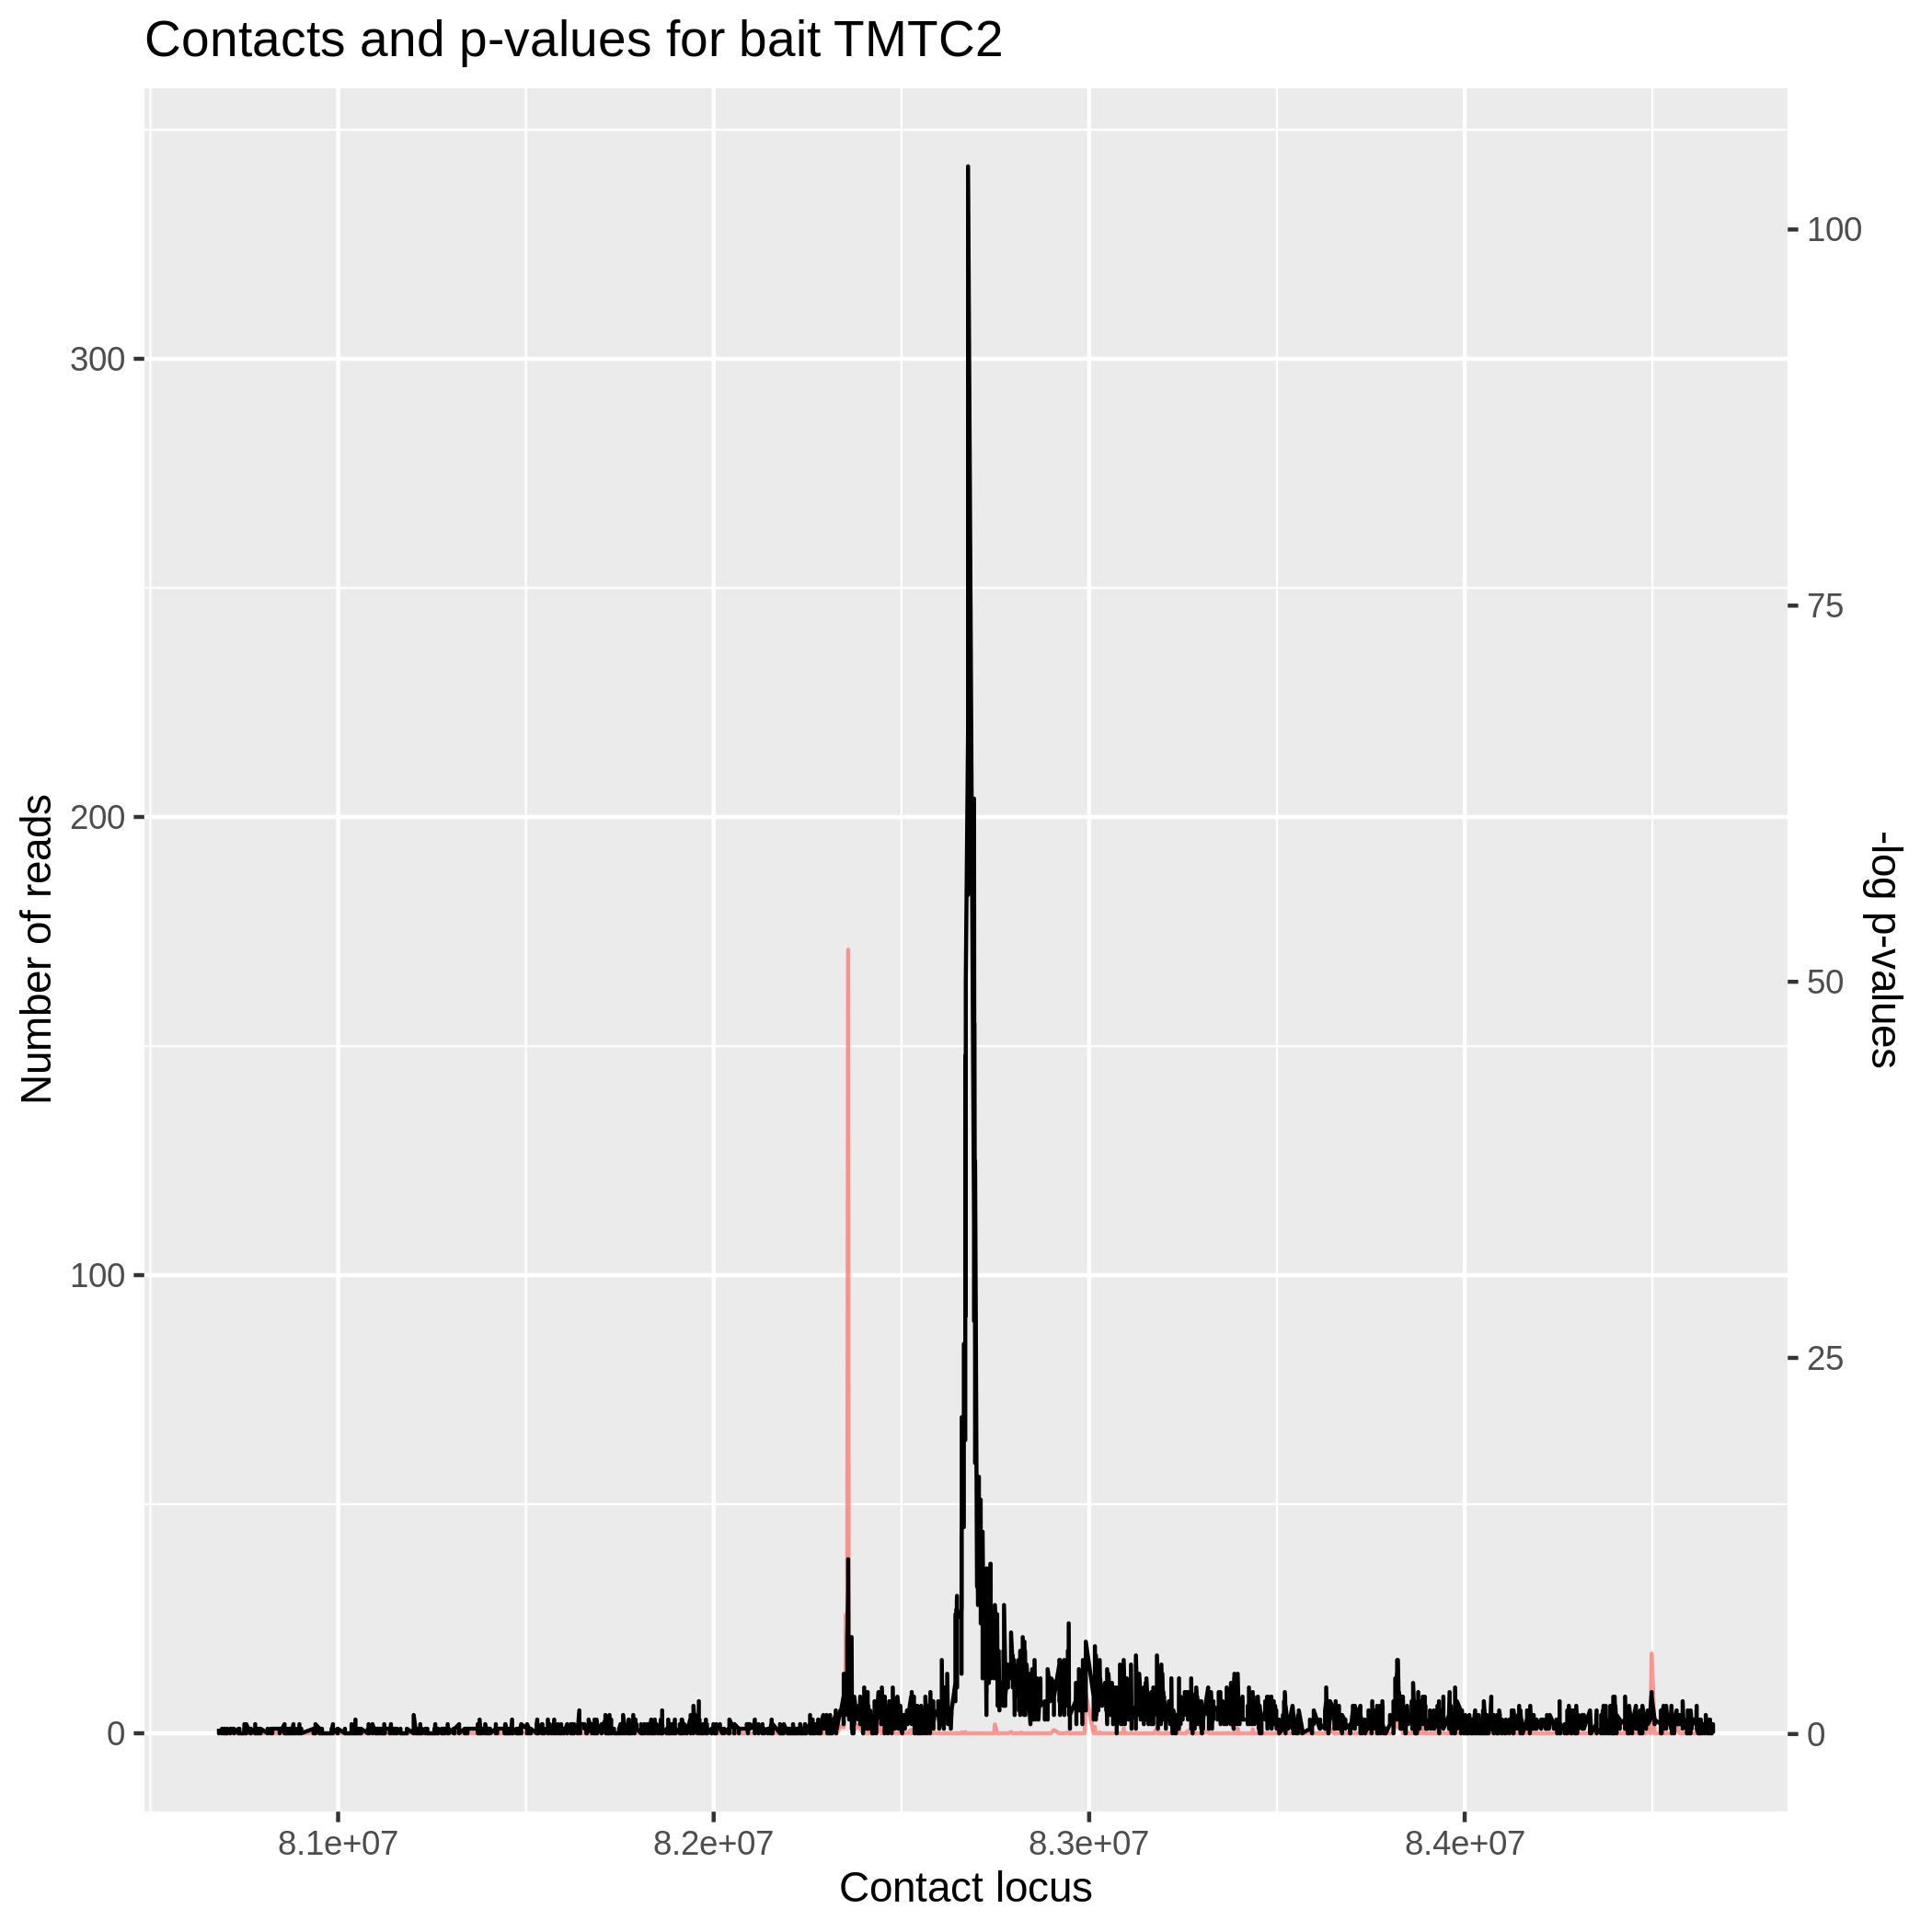 Contacts and p-values for bait TMTC2
Number of reads
300
200
100
0
100
75
50
25
0
-log p-values
8.1e+07 8.2e+07 8.3e+07 8.4e+07
Contact locus